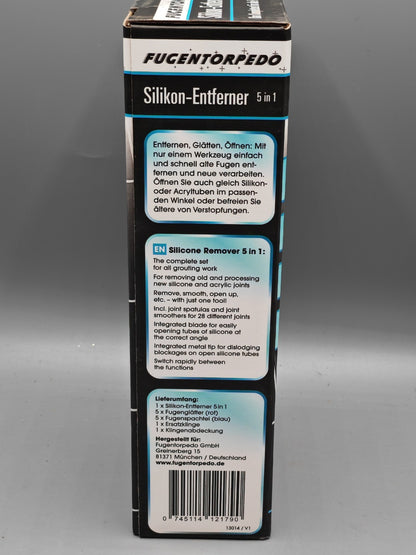 FUGENTORPEDO
FUGENTORPEDO
Silikon-Entferner 5 in 1
Entfernen, Glätten, Öffnen: Mit
nur einem Werkzeug einfach
und schnell alte Fugen ent-
fernen und neue verarbeiten.
Öffnen Sie auch gleich Silikon-
oder Acryltuben im passen-
den Winkel oder befreien Sie
ältere von Verstopfungen.
EN Silicone Remover 5 in 1:
The complete set
for all grouting work
For removing old and processing
new silicone and acrylic joints
Remove, smooth, open up,
etc. – with just one tool!
Incl. joint spatulas and joint
smoothers for 28 different joints
Integrated blade for easily
opening tubes of silicone at
the correct angle
Integrated metal tip for dislodging
blockages on open silicone tubes
Switch rapidly between
the functions
Lieferumfang:
1 x Silikon-Entferner 5in1
5 x Fugenglätter (rot)
5 x Fugenspachtel (blau)
1 x Ersatzklinge
1 x Klingenabdeckung
Hergestellt für:
Fugentorpedo GmbH
Greinerberg 15
81371 München / Deutschland
www.fugentorpedo.de
0 745114 121790
13014 / V1